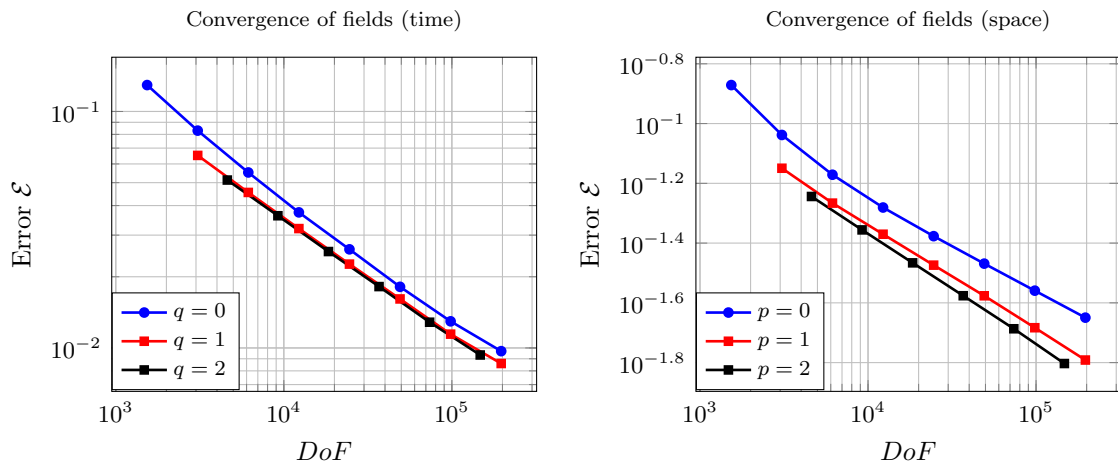 Convergence of fields (time)
10^{-1}
10^{-2}
Error $\mathcal{E}$
q = 0
q = 1
q = 2
10^3 10^4 10^5
DoF
Convergence of fields (space)
10^{-0.8}
10^{-1}
10^{-1.2}
10^{-1.4}
10^{-1.6}
10^{-1.8}
Error $\mathcal{E}$
p = 0
p = 1
p = 2
10^3 10^4 10^5
DoF